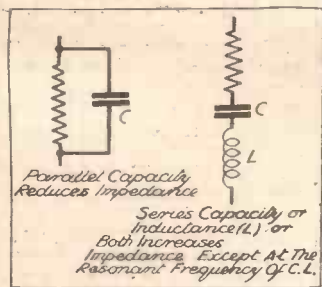 C
C
L
Parallel Capacity
Reduces Impedance
Series Capacity or
Inductance (L) or
Both Increases
Impedance Except At The
Resonant Frequency Of C.L.